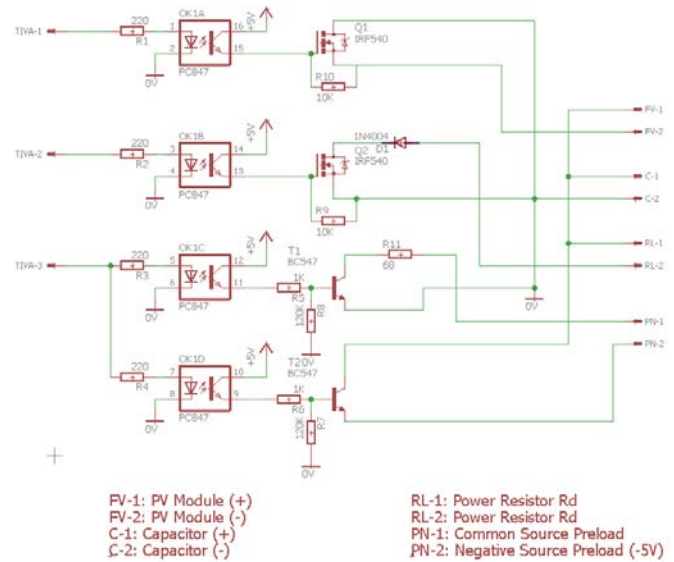 OK1A
220
+5V
16
Q1
TIVA-1
1
IRF540
R1
2
15
R10
0V
PC847
10K
FV-1
OK1B
1N4004
FV-2
220
+5V
14
D1
TIVA-2
3
Q2
R2
IRF540
4
13
C-1
R9
C-2
0V
PC847
10K
OK1C
R11
RL-1
220
+5V
T1
12
BC547
68
RL-2
TIVA-3
5
R3
1K
6
11
R5
R8
120K
0V
0V
PC847
PN-1
OK1D
T20V
PN-2
220
+5V
10
BC547
7
R4
1K
8
9
R6
R7
120K
0V
PC847
0V
FV-1: PV Module (+)
FV-2: PV Module (-)
C-1: Capacitor (+)
C-2: Capacitor (-)
RL-1: Power Resistor Rd
RL-2: Power Resistor Rd
PN-1: Common Source Preload
PN-2: Negative Source Preload (-5V)